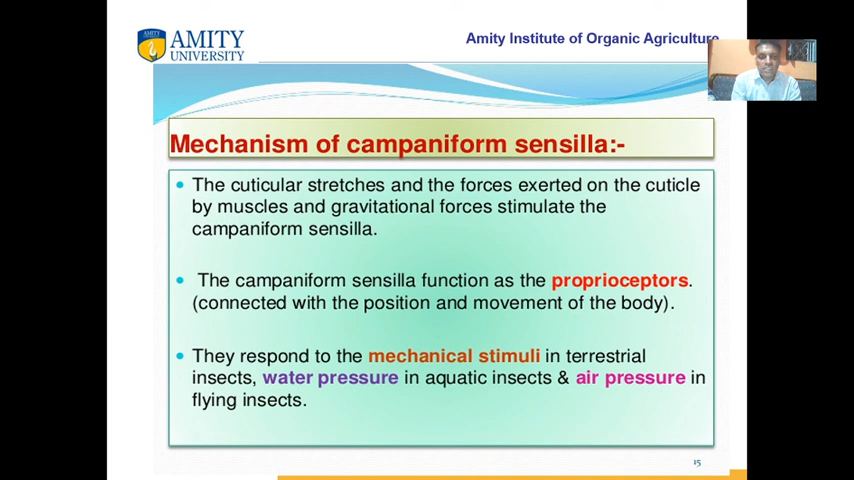 AMITY
AMITY
UNIVERSITY
Amity Institute of Organic Agriculture
Mechanism of campaniform sensilla:-
• The cuticular stretches and the forces exerted on the cuticle
by muscles and gravitational forces stimulate the
campaniform sensilla.
• The campaniform sensilla function as the proprioceptors.
(connected with the position and movement of the body).
• They respond to the mechanical stimuli in terrestrial
insects, water pressure in aquatic insects & air pressure in
flying insects.
15